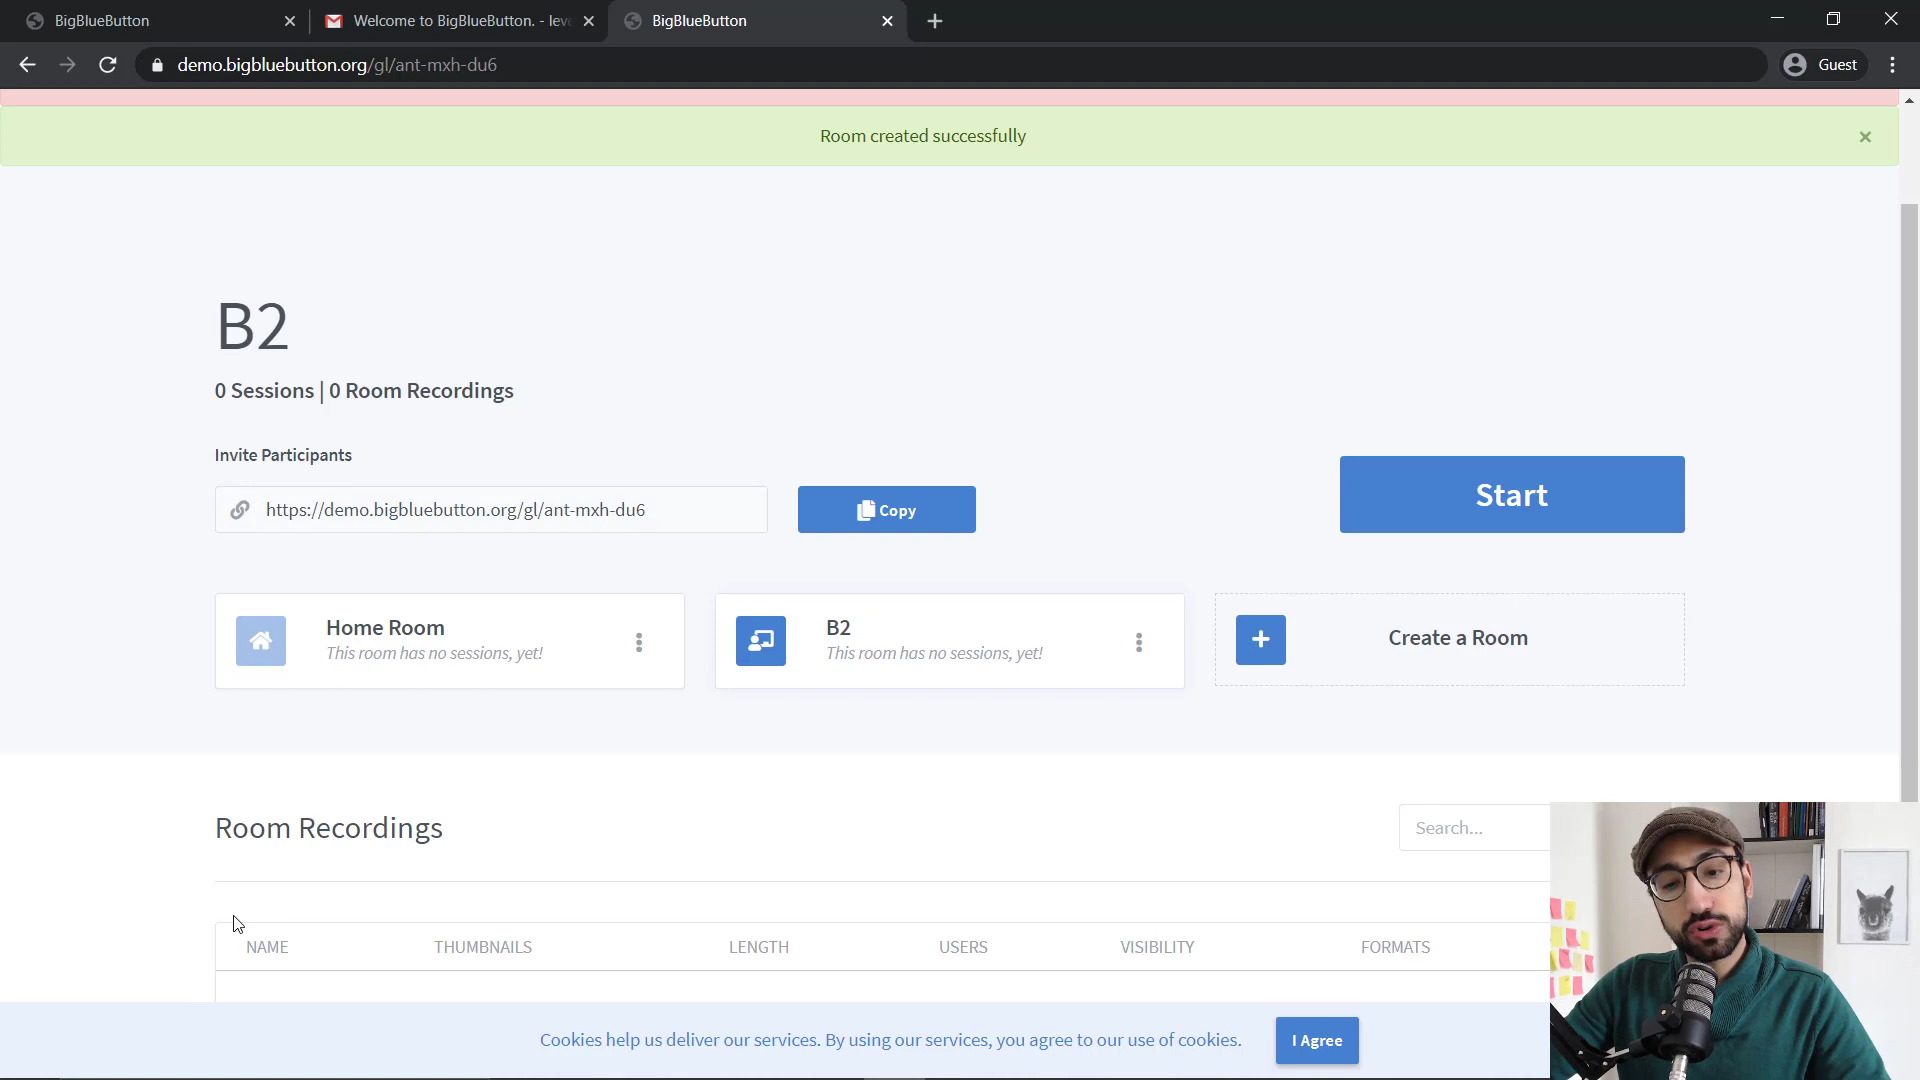 BigBlueButton
Welcome to BigBlueButton. - lev
BigBlueButton
demo.bigbluebutton.org/gl/ant-mxh-du6
Guest
Room created successfully
B2
0 Sessions | 0 Room Recordings
Invite Participants
https://demo.bigbluebutton.org/gl/ant-mxh-du6
Copy
Start
Home Room
This room has no sessions, yet!
B2
This room has no sessions, yet!
Create a Room
Room Recordings
Search...
NAME THUMBNAILS LENGTH USERS VISIBILITY FORMATS
Cookies help us deliver our services. By using our services, you agree to our use of cookies.
I Agree